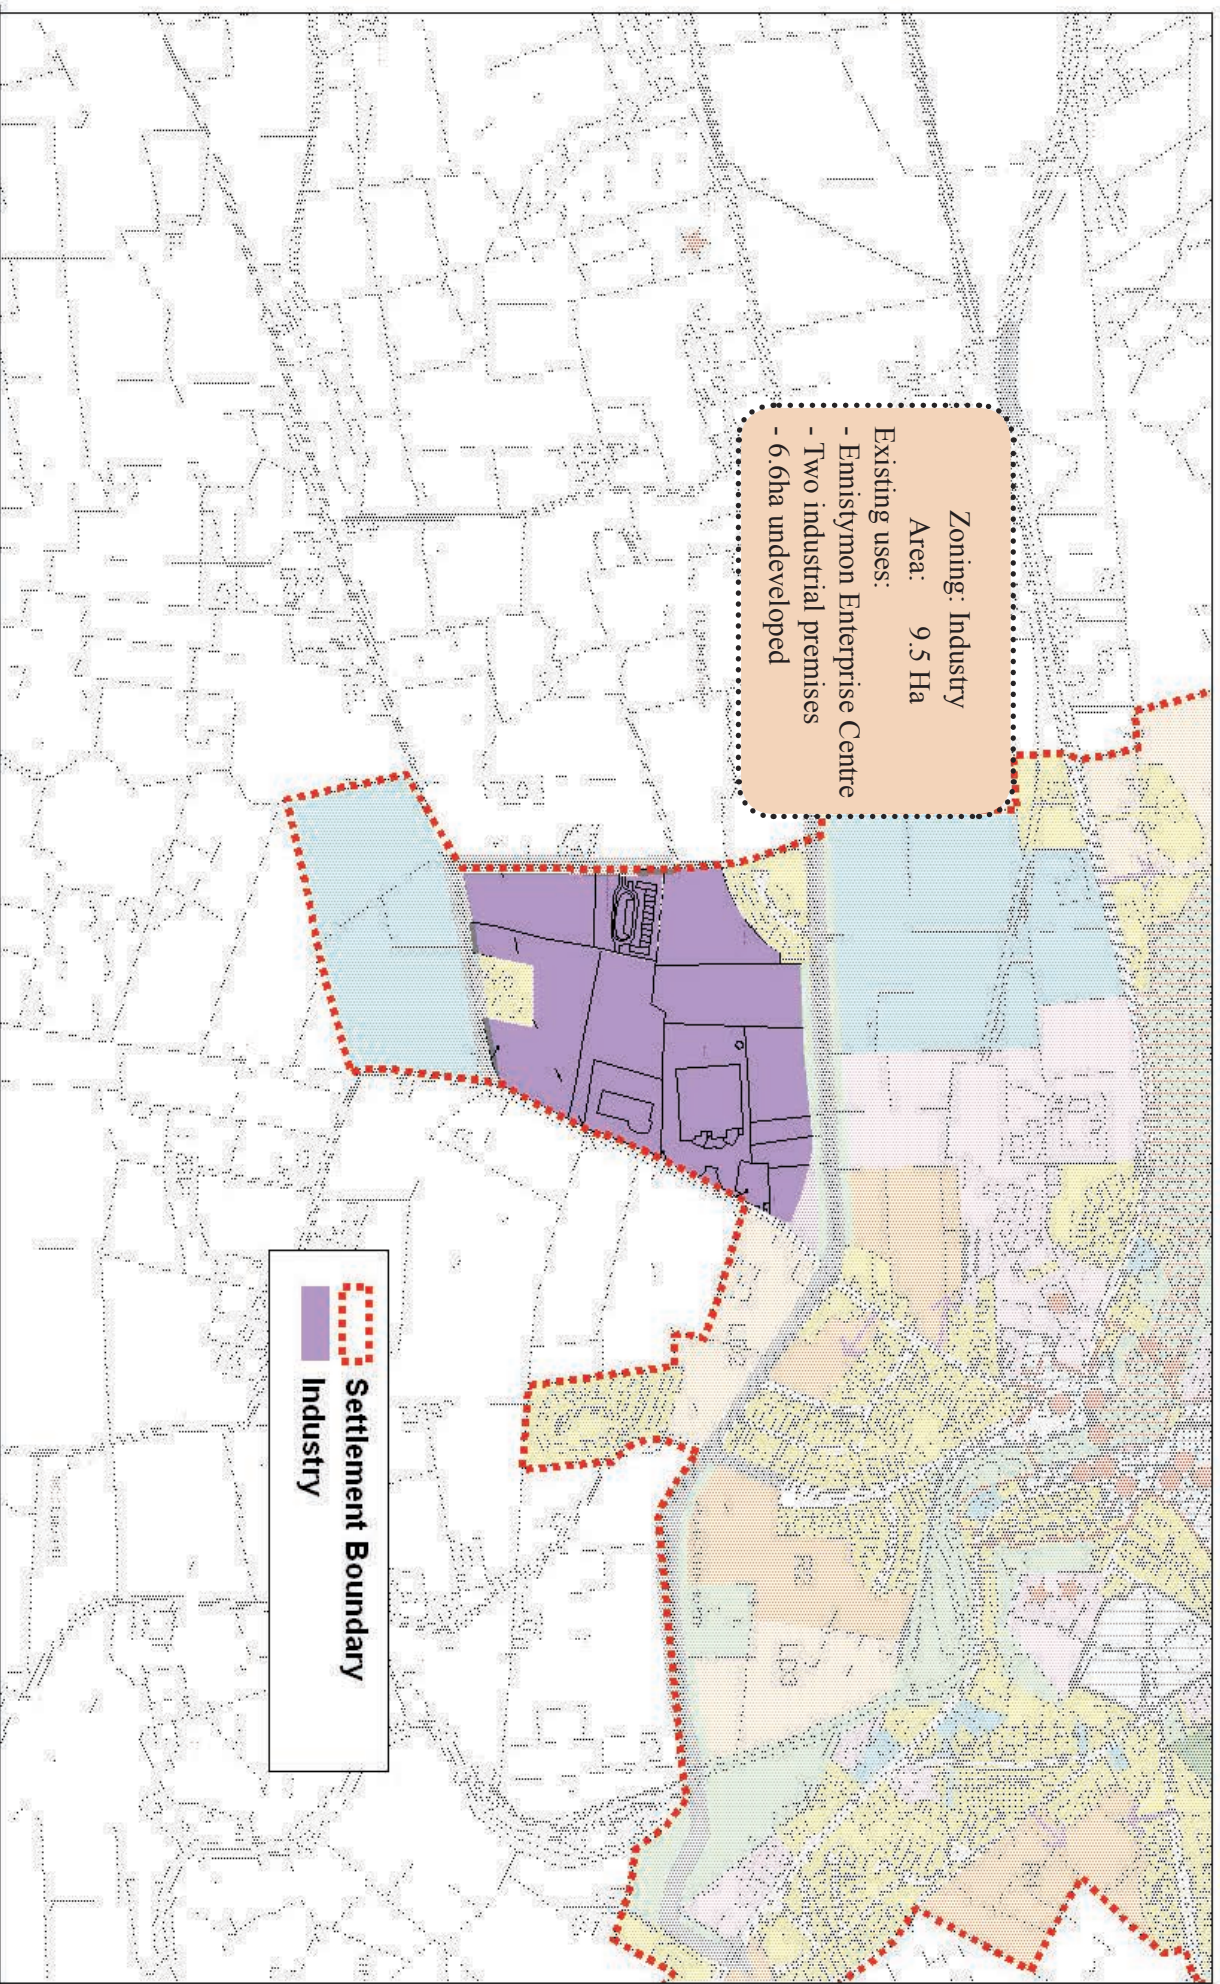 Zoning: Industry
Area: 9.5 Ha
Existing uses:
- Ennistymon Enterprise Centre
- Two industrial premises
- 6.6ha undeveloped
Settlement Boundary
Industry